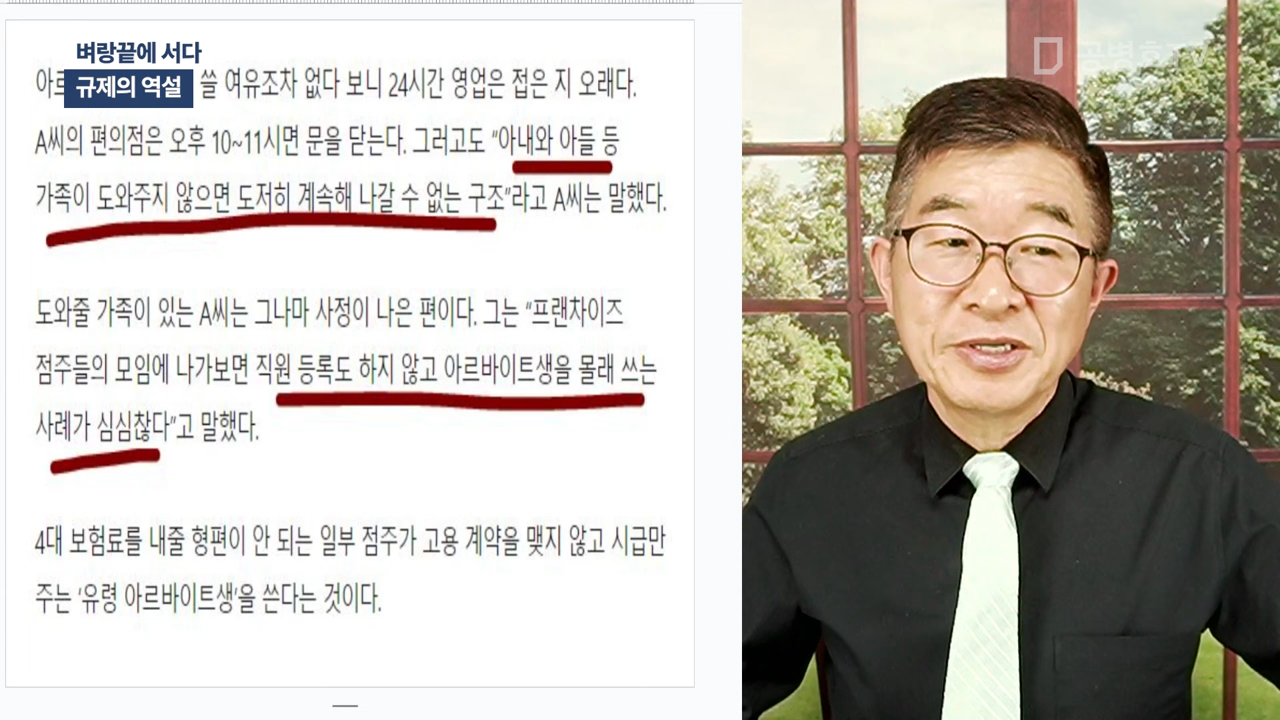 벼랑끝에 서다
규제의 역설
쓸 여유조차 없다 보니 24시간 영업은 접은 지 오래다.
A씨의 편의점은 오후 10~11시면 문을 닫는다. 그러고도 “아내와 아들 등
가족이 도와주지 않으면 도저히 계속해 나갈 수 없는 구조”라고 A씨는 말했다.
도와줄 가족이 있는 A씨는 그나마 사정이 나은 편이다. 그는 “프랜차이즈
점주들의 모임에 나가보면 직원 등록도 하지 않고 아르바이트생을 몰래 쓰는
사례가 심심찮다”고 말했다.
4대 보험료를 내줄 형편이 안 되는 일부 점주가 고용 계약을 맺지 않고 시급만
주는 ‘유령 아르바이트생’을 쓴다는 것이다.